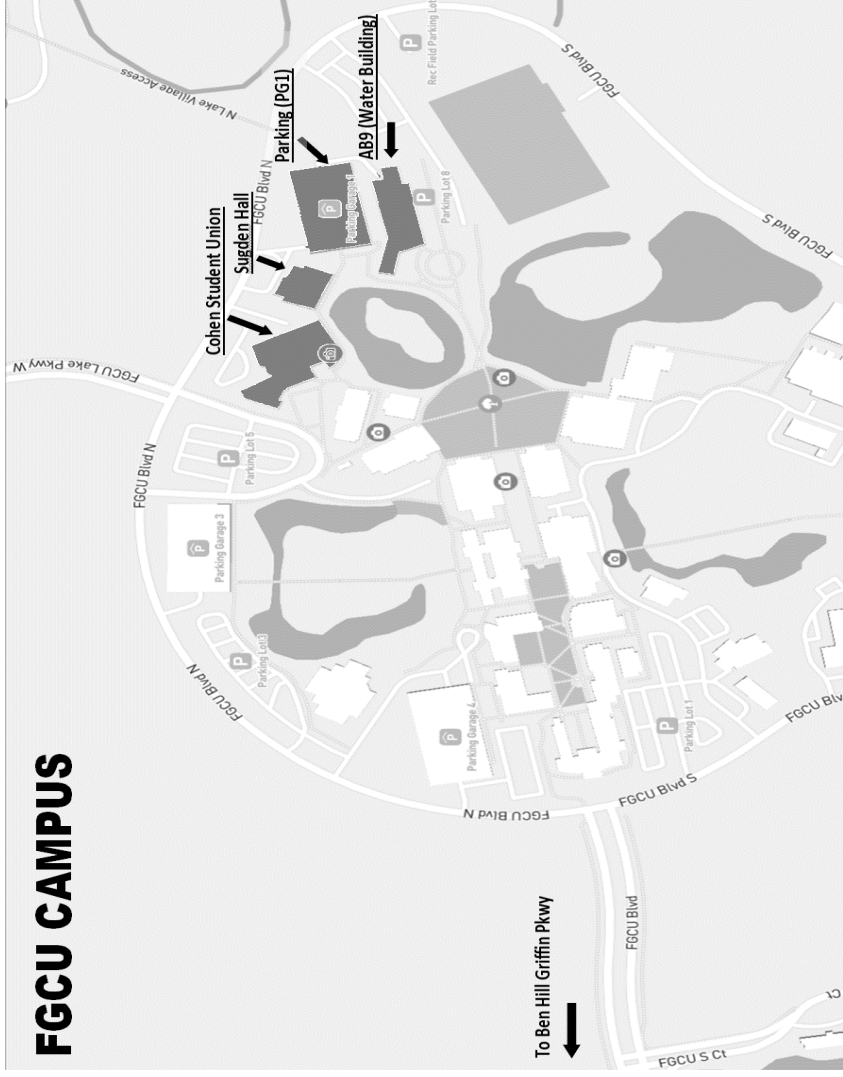 FGCU CAMPUS
FGCU Lake Pkwy W
N Lake Village Access
FGCU Blvd N
Cohen Student Union
Sugden Hall
FGCU Blvd N
Parking (PG1)
AB9 (Water Building)
FGCU Blvd N
Parking Garage 3
Parking Lot 5
Parking Lot 3
Parking Garage 1
Rec Field Parking Lot
Parking Lot 8
Parking Garage 4
FGCU Blvd N
To Ben Hill Griffin Pkwy
FGCU Blvd S
FGCU Blvd
FGCU Blvd S
Parking Lot 1
FGCU S Ct
FGCU Blvd S
FGCU Blv
Ct
P
P
P
P
P
P
P
P